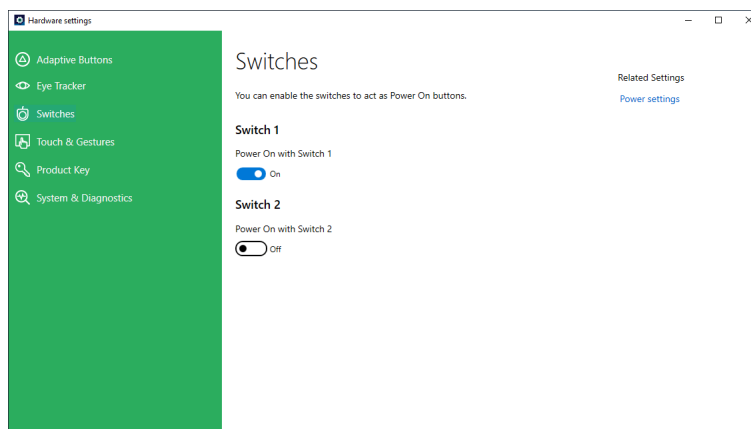 Hardware settings
Adaptive Buttons
Eye Tracker
Switches
Touch & Gestures
Product Key
System & Diagnostics
Switches
You can enable the switches to act as Power On buttons.
Switch 1
Power On with Switch 1
On
Switch 2
Power On with Switch 2
Off
Related Settings
Power settings